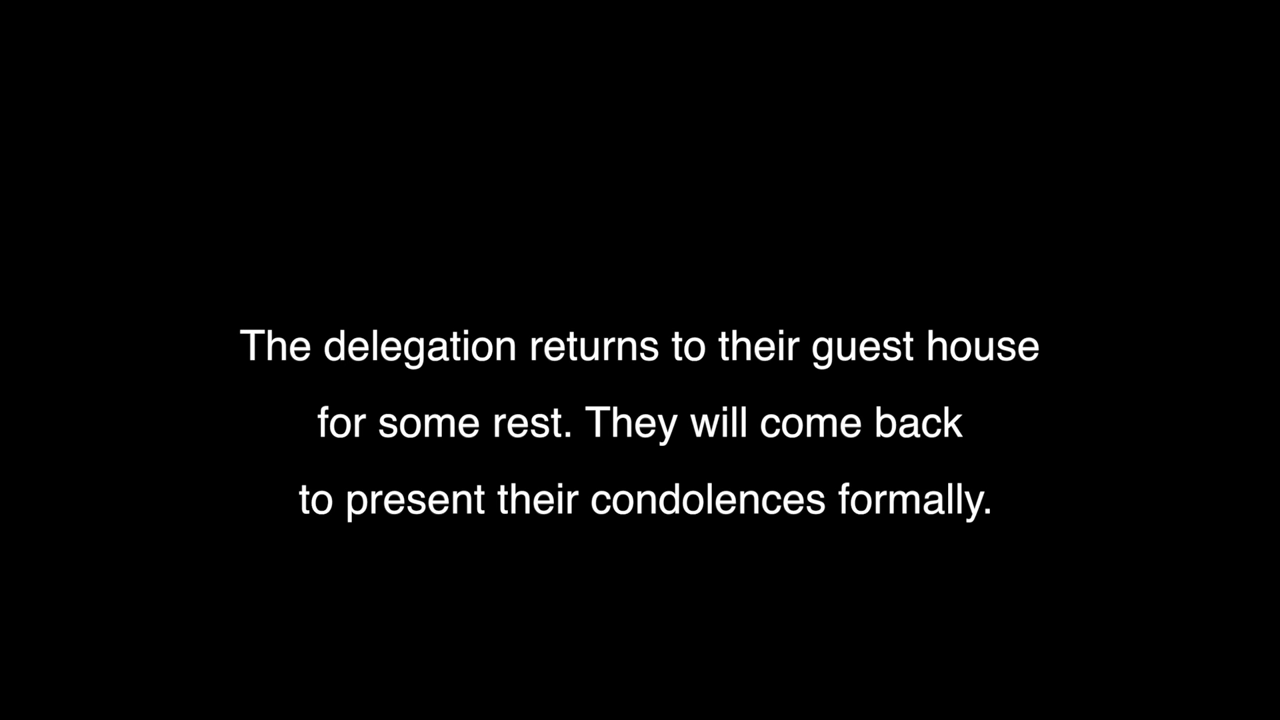 The delegation returns to their guest house
for some rest. They will come back
to present their condolences formally.